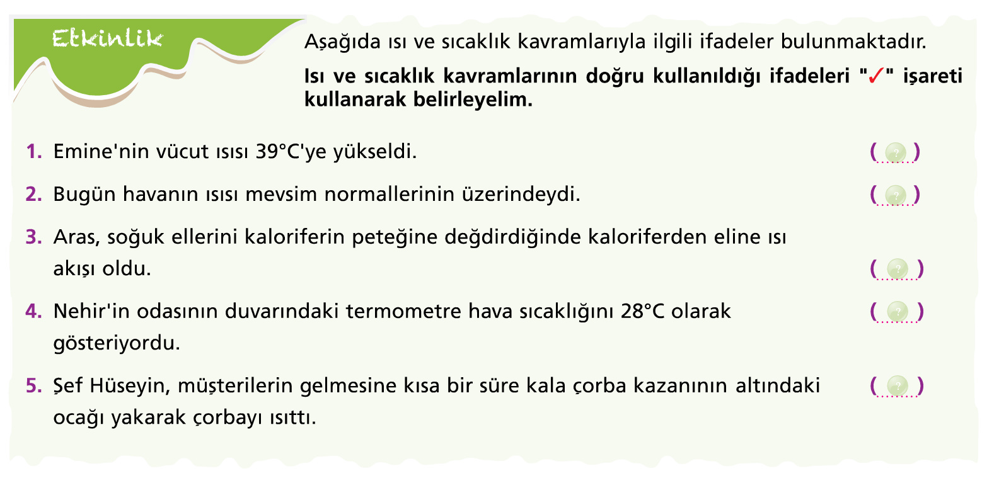 Etkinlik
Aşağıda ısı ve sıcaklık kavramlarıyla ilgili ifadeler bulunmaktadır.
Isı ve sıcaklık kavramlarının doğru kullanıldığı ifadeleri "✓" işareti
kullanarak belirleyelim.
1. Emine'nin vücut ısısı 39°C'ye yükseldi. (...?...)
2. Bugün havanın ısısı mevsim normallerinin üzerindeydi. (...?...)
3. Aras, soğuk ellerini kaloriferin peteğine değdirdiğinde kaloriferden eline ısı
akışı oldu. (...?...)
4. Nehir'in odasının duvarındaki termometre hava sıcaklığını 28°C olarak (...?...)
gösteriyordu.
5. Şef Hüseyin, müşterilerin gelmesine kısa bir süre kala çorba kazanının altındaki (...?...)
ocağı yakarak çorbayı ısıttı.